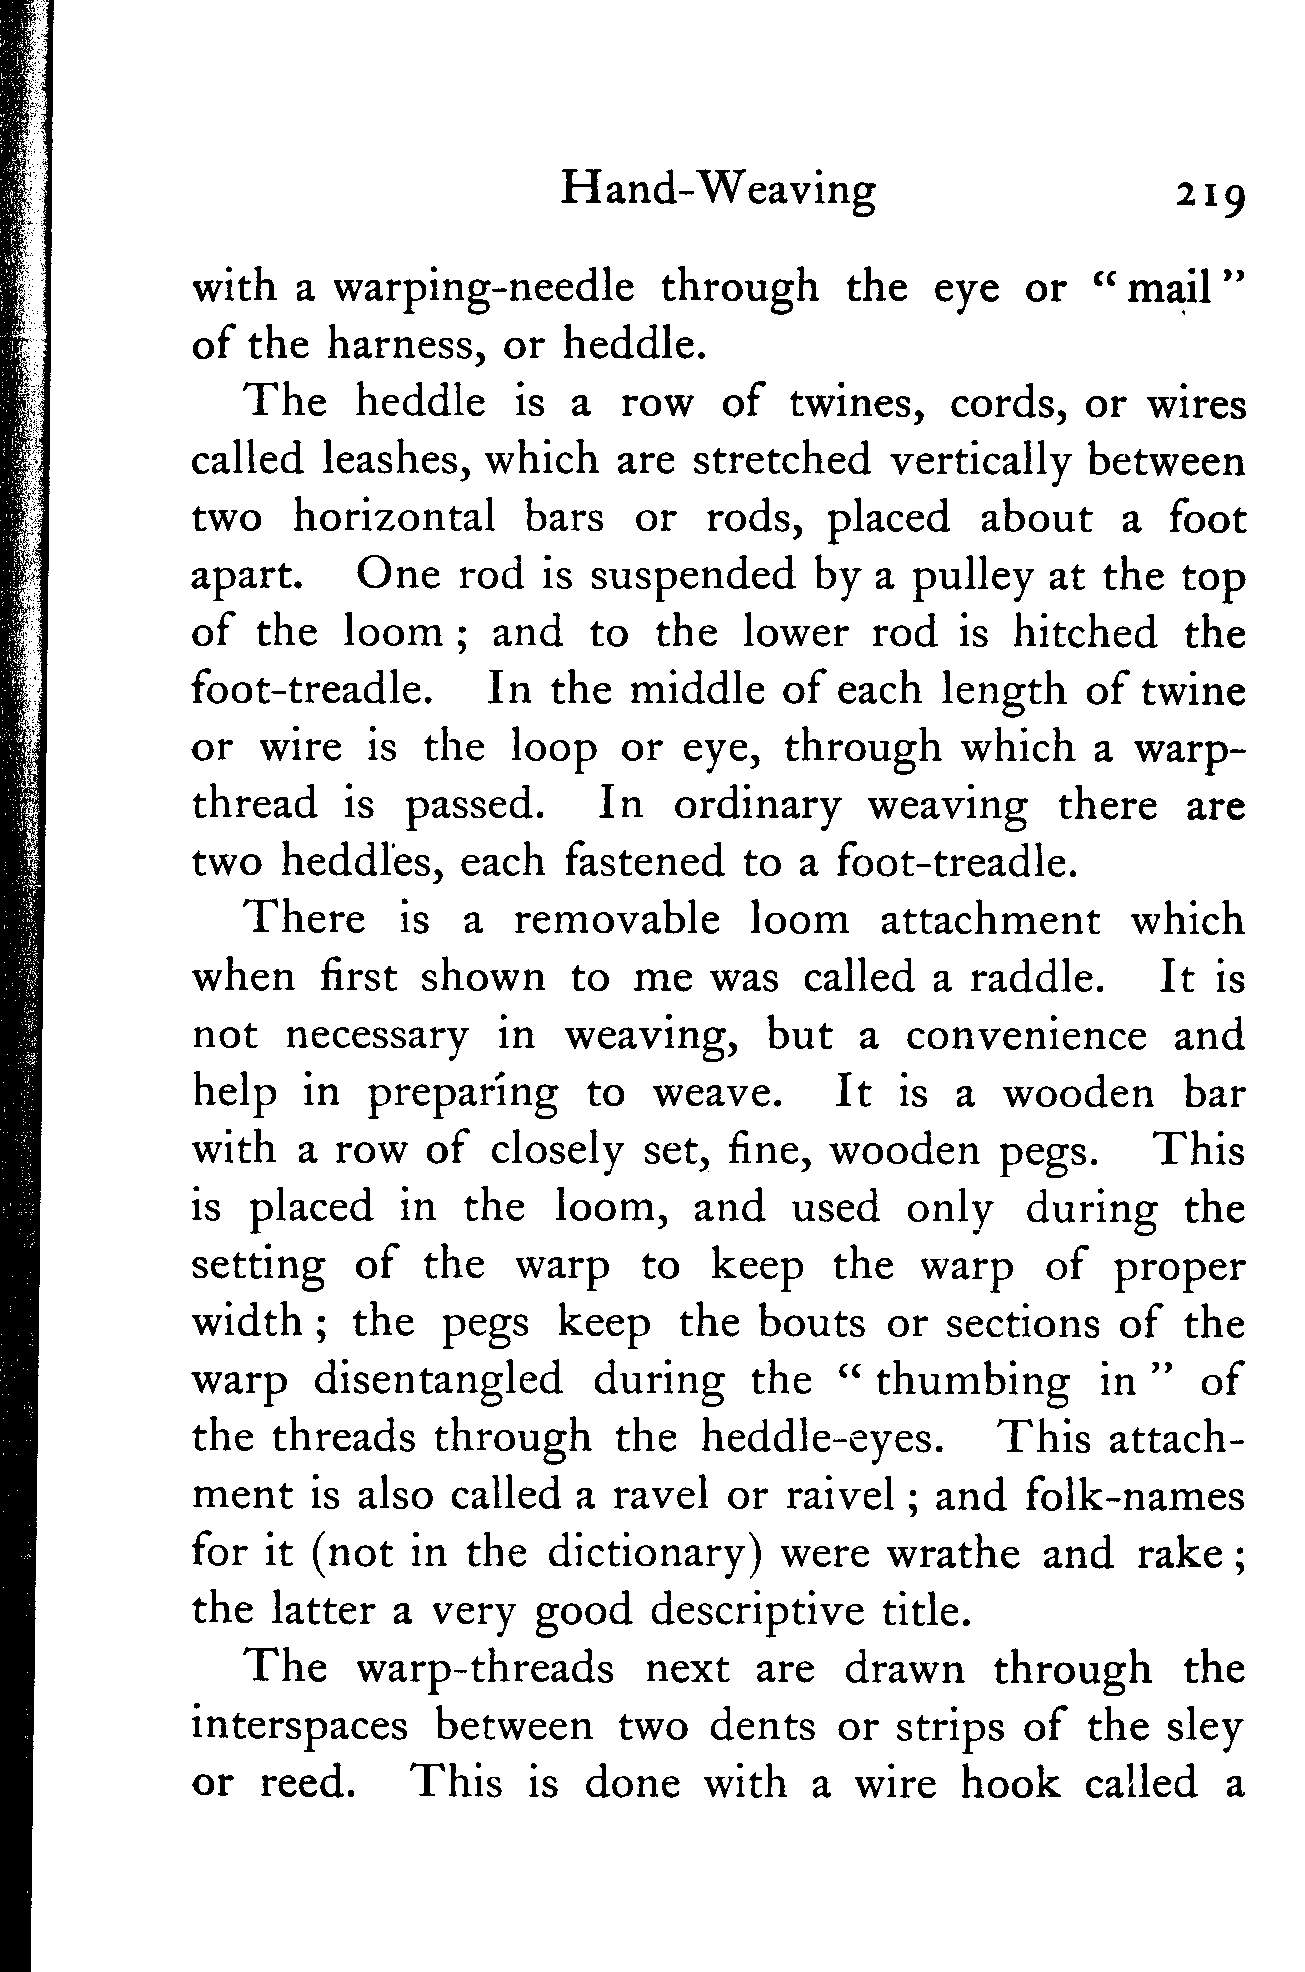 Hand-Weaving 219
with a warping-needle through the eye or “ mail ”
of the harness, or heddle.
The heddle is a row of twines, cords, or wires
called leashes, which are stretched vertically between
two horizontal bars or rods, placed about a foot
apart. One rod is suspended by a pulley at the top
of the loom ; and to the lower rod is hitched the
foot-treadle. In the middle of each length of twine
or wire is the loop or eye, through which a warp-
thread is passed. In ordinary weaving there are
two heddles, each fastened to a foot-treadle.
There is a removable loom attachment which
when first shown to me was called a raddle. It is
not necessary in weaving, but a convenience and
help in preparing to weave. It is a wooden bar
with a row of closely set, fine, wooden pegs. This
is placed in the loom, and used only during the
setting of the warp to keep the warp of proper
width ; the pegs keep the bouts or sections of the
warp disentangled during the “ thumbing in ” of
the threads through the heddle-eyes. This attach-
ment is also called a ravel or raivel ; and folk-names
for it (not in the dictionary) were wrathe and rake ;
the latter a very good descriptive title.
The warp-threads next are drawn through the
interspaces between two dents or strips of the sley
or reed. This is done with a wire hook called a